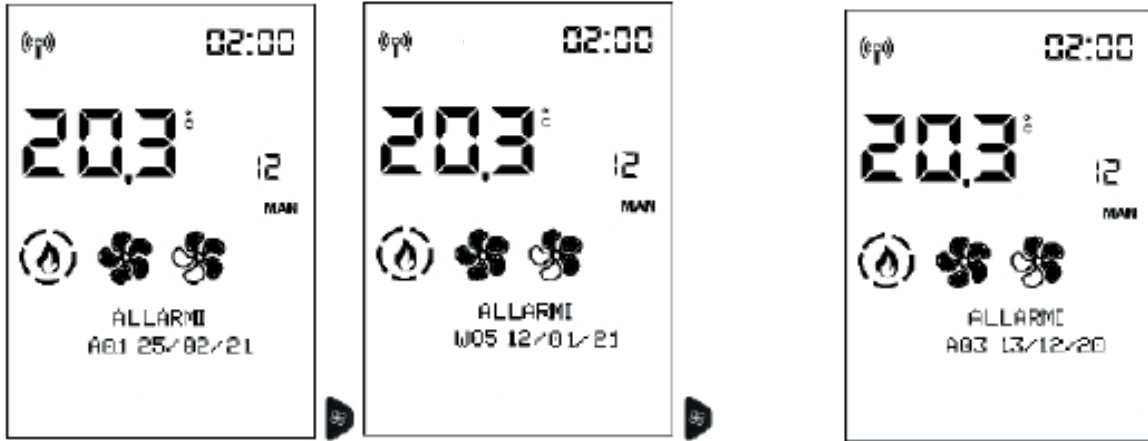 02:00
20.3 °C
12
MAN
ALLARMI
A01 25/02/21
02:00
20.3 °C
12
MAN
ALLARMI
W05 12/01/21
02:00
20.3 °C
12
MAN
ALLARMI
A03 13/12/20